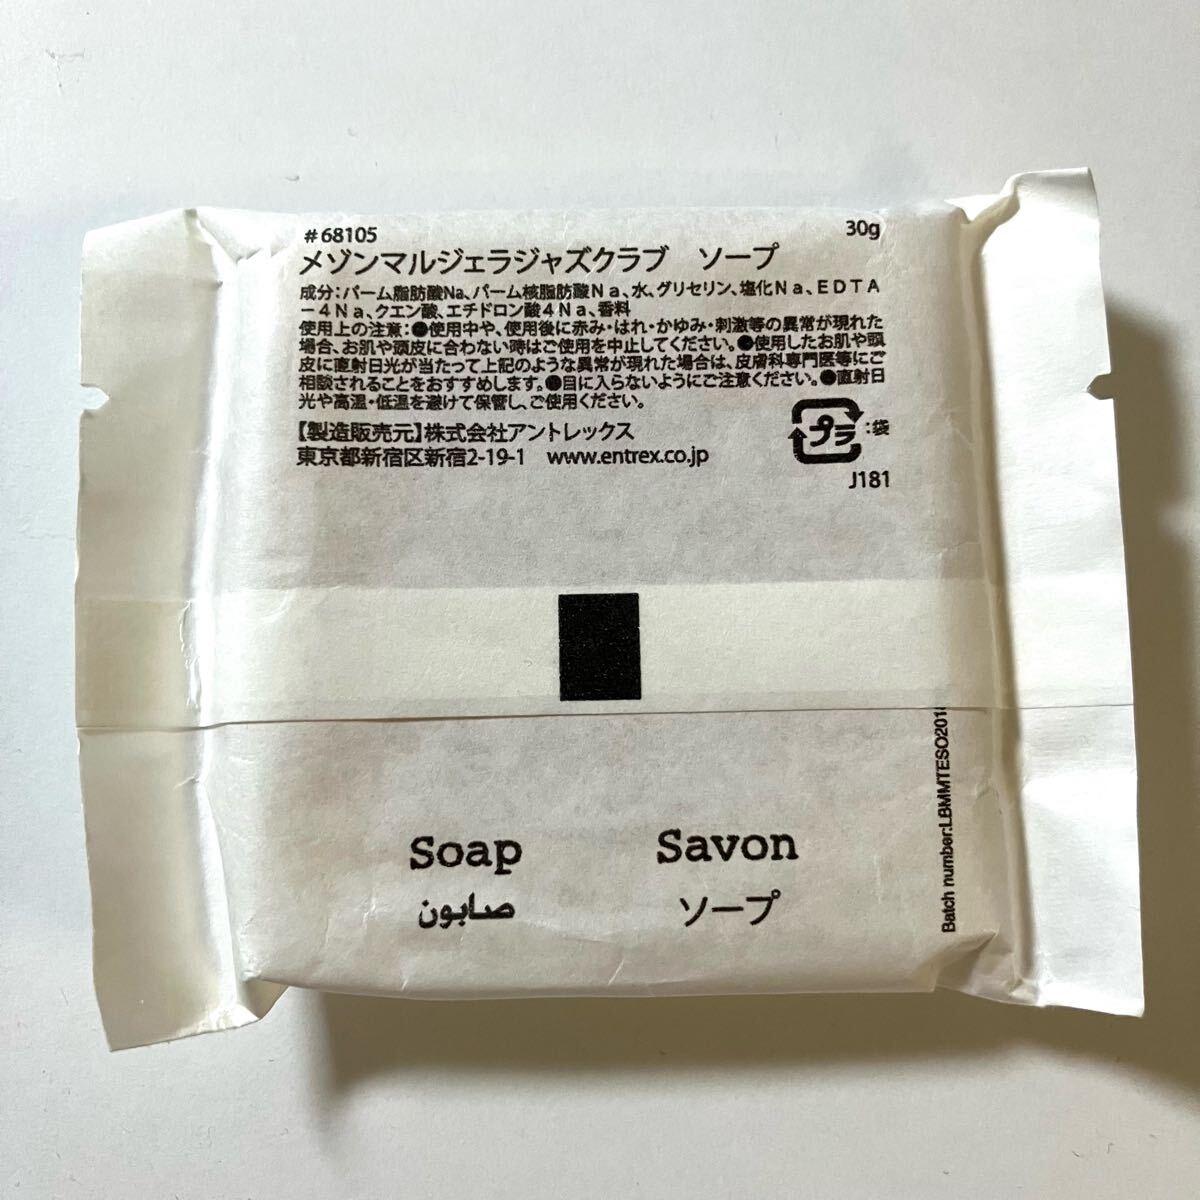 #68105 30g
メゾンマルジェラジャズクラブ ソープ
成分:パーム脂肪酸Na、パーム核脂肪酸Na、水、グリセリン、塩化Na、EDTA
－4Na、クエン酸、エチドロン酸4Na、香料
使用上の注意:●使用中や、使用後に赤み・はれ・かゆみ・刺激等の異常が現れた
場合、お肌や頭皮に合わない時はご使用を中止してください。●使用したお肌や頭
皮に直射日光が当たって上記のような異常が現れた場合は、皮膚科専門医等にご
相談されることをおすすめします。●目に入らないようにご注意ください。●直射日
光や高温・低温を避けて保管し、ご使用ください。
【製造販売元】株式会社アントレックス
東京都新宿区新宿2-19-1 www.entrex.co.jp
プラ :袋
J181
Soap
صابون
Savon
ソープ
Batch number:LBMMTESO2018